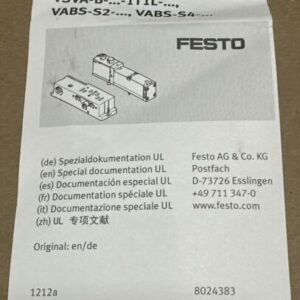 VSVA-B-...-1T1L-...,
VABS-S2-..., VABS-S4-...
FESTO
(de) Spezialdokumentation UL
(en) Special documentation UL
(es) Documentación especial UL
(fr) Documentation spéciale UL
(it) Documentazione speciale UL
(zh) UL 专项文献
Festo AG & Co. KG
Postfach
D-73726 Esslingen
+49 711 347-0
www.festo.com
Original: en/de
1212a
8024383